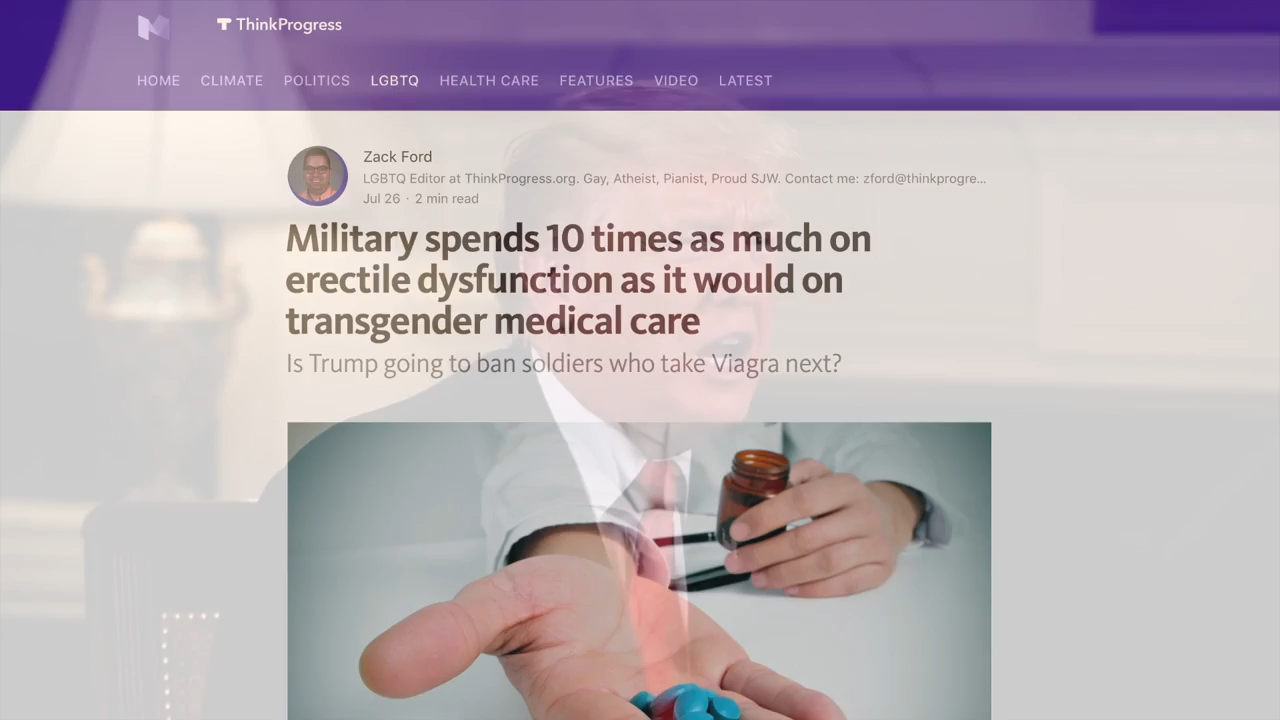 ThinkProgress
HOME CLIMATE POLITICS LGBTQ HEALTH CARE FEATURES VIDEO LATEST
Zack Ford
LGBTQ Editor at ThinkProgress.org. Gay, Atheist, Pianist, Proud SJW. Contact me: zford@thinkprogre...
Jul 26 · 2 min read
Military spends 10 times as much on
erectile dysfunction as it would on
transgender medical care
Is Trump going to ban soldiers who take Viagra next?